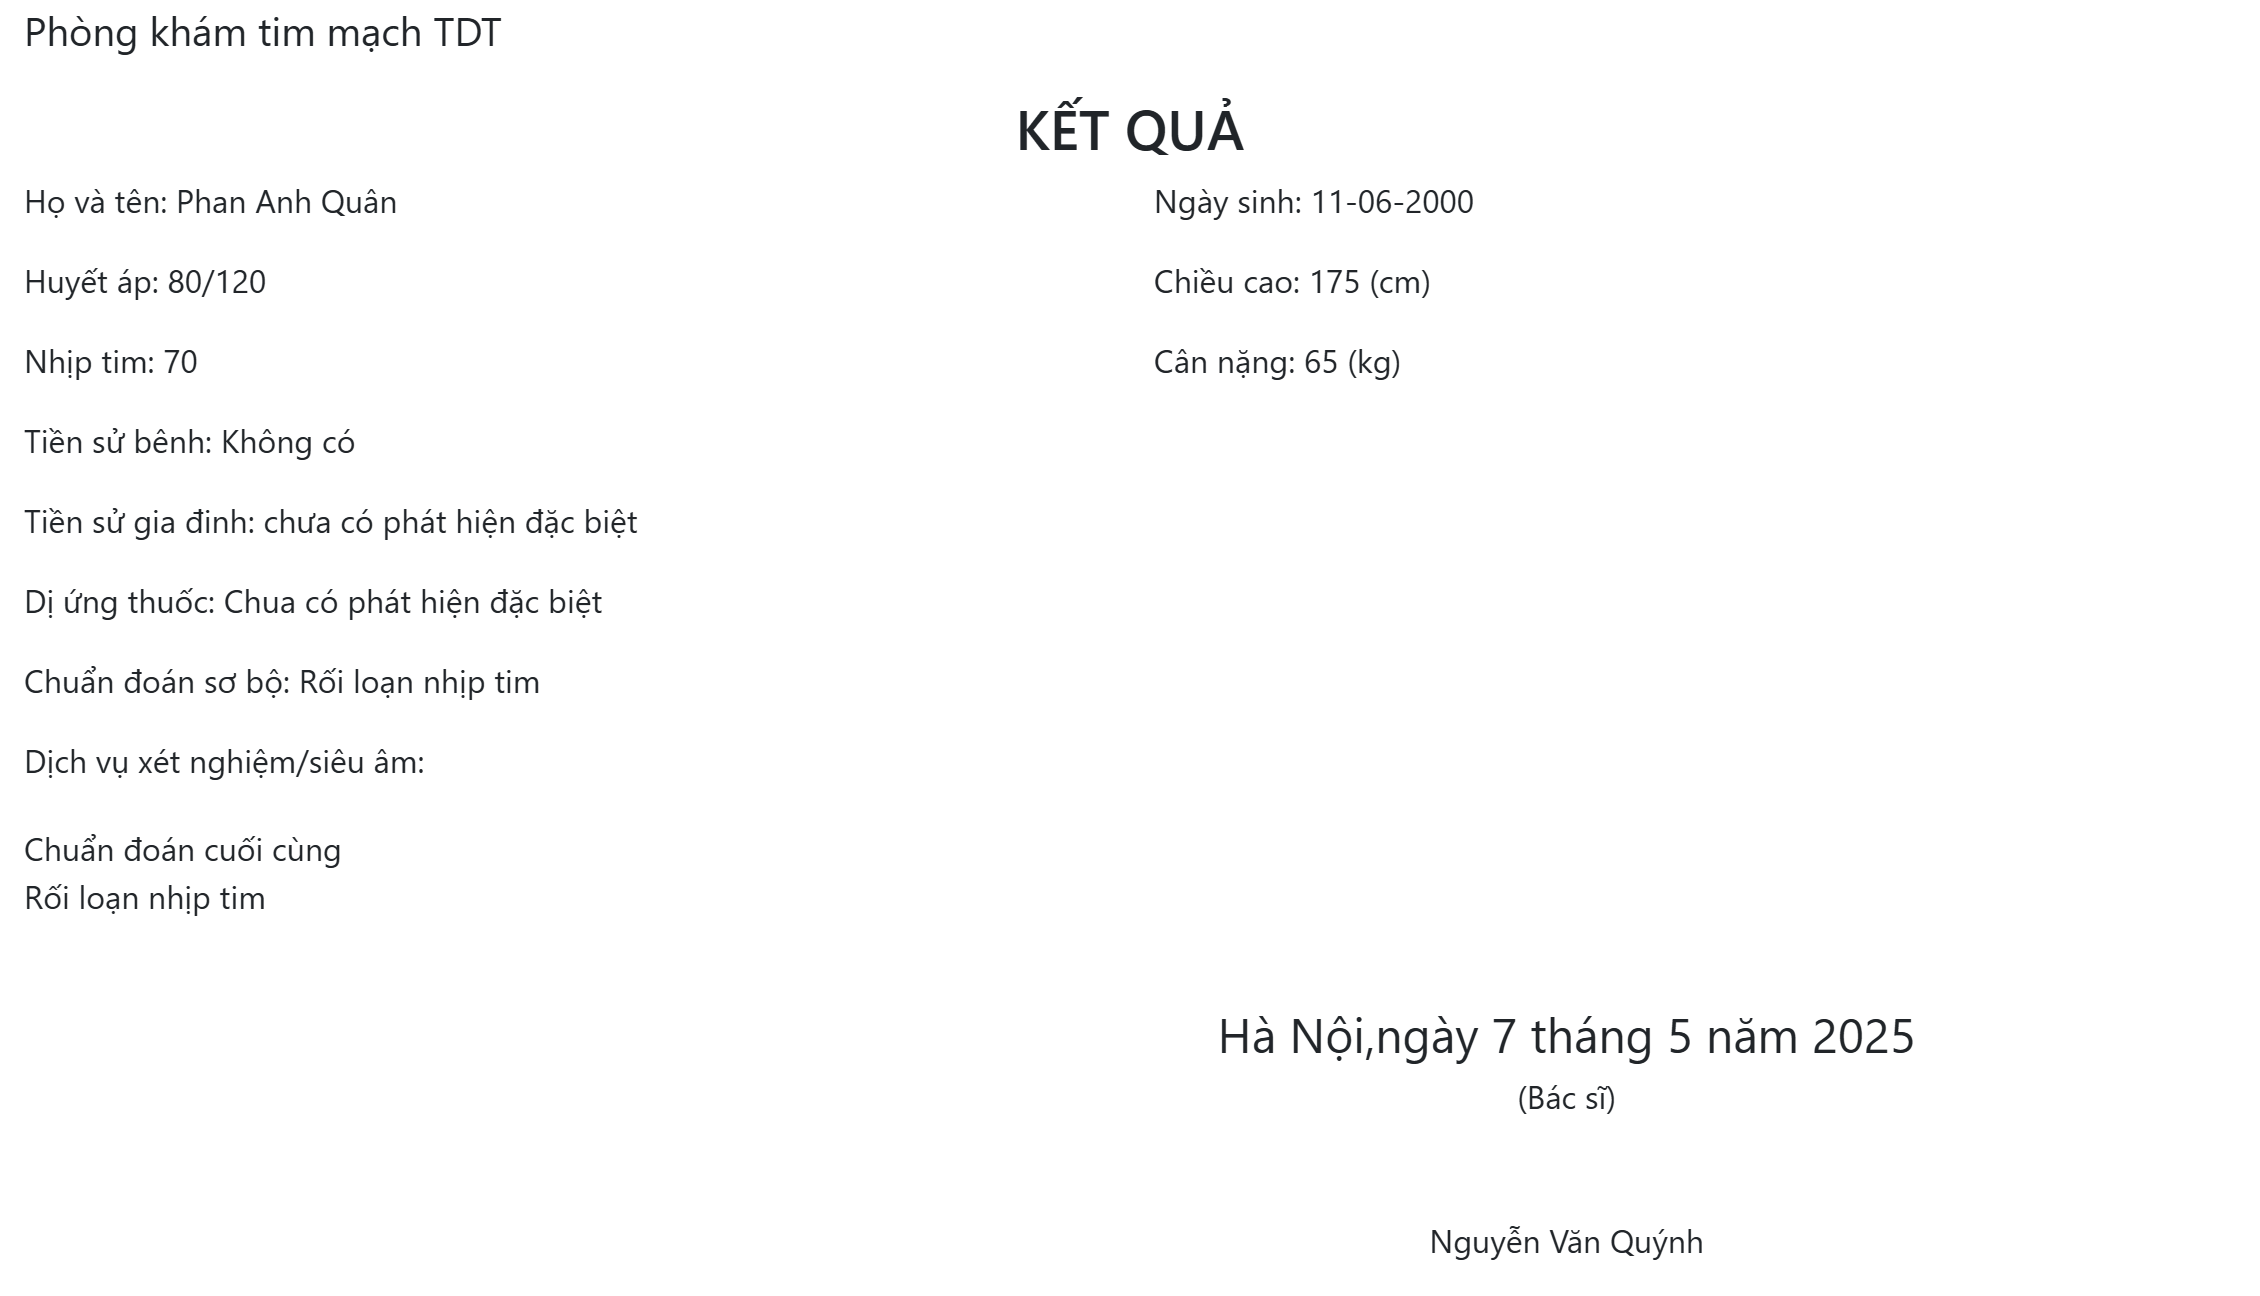 Phòng khám tim mạch TDT
KẾT QUẢ
Họ và tên: Phan Anh Quân
Ngày sinh: 11-06-2000
Huyết áp: 80/120
Chiều cao: 175 (cm)
Nhịp tim: 70
Cân nặng: 65 (kg)
Tiền sử bênh: Không có
Tiền sử gia đinh: chưa có phát hiện đặc biệt
Dị ứng thuốc: Chua có phát hiện đặc biệt
Chuẩn đoán sơ bộ: Rối loạn nhịp tim
Dịch vụ xét nghiệm/siêu âm:
Chuẩn đoán cuối cùng
Rối loạn nhịp tim
Hà Nội,ngày 7 tháng 5 năm 2025
(Bác sĩ)
Nguyễn Văn Quýnh